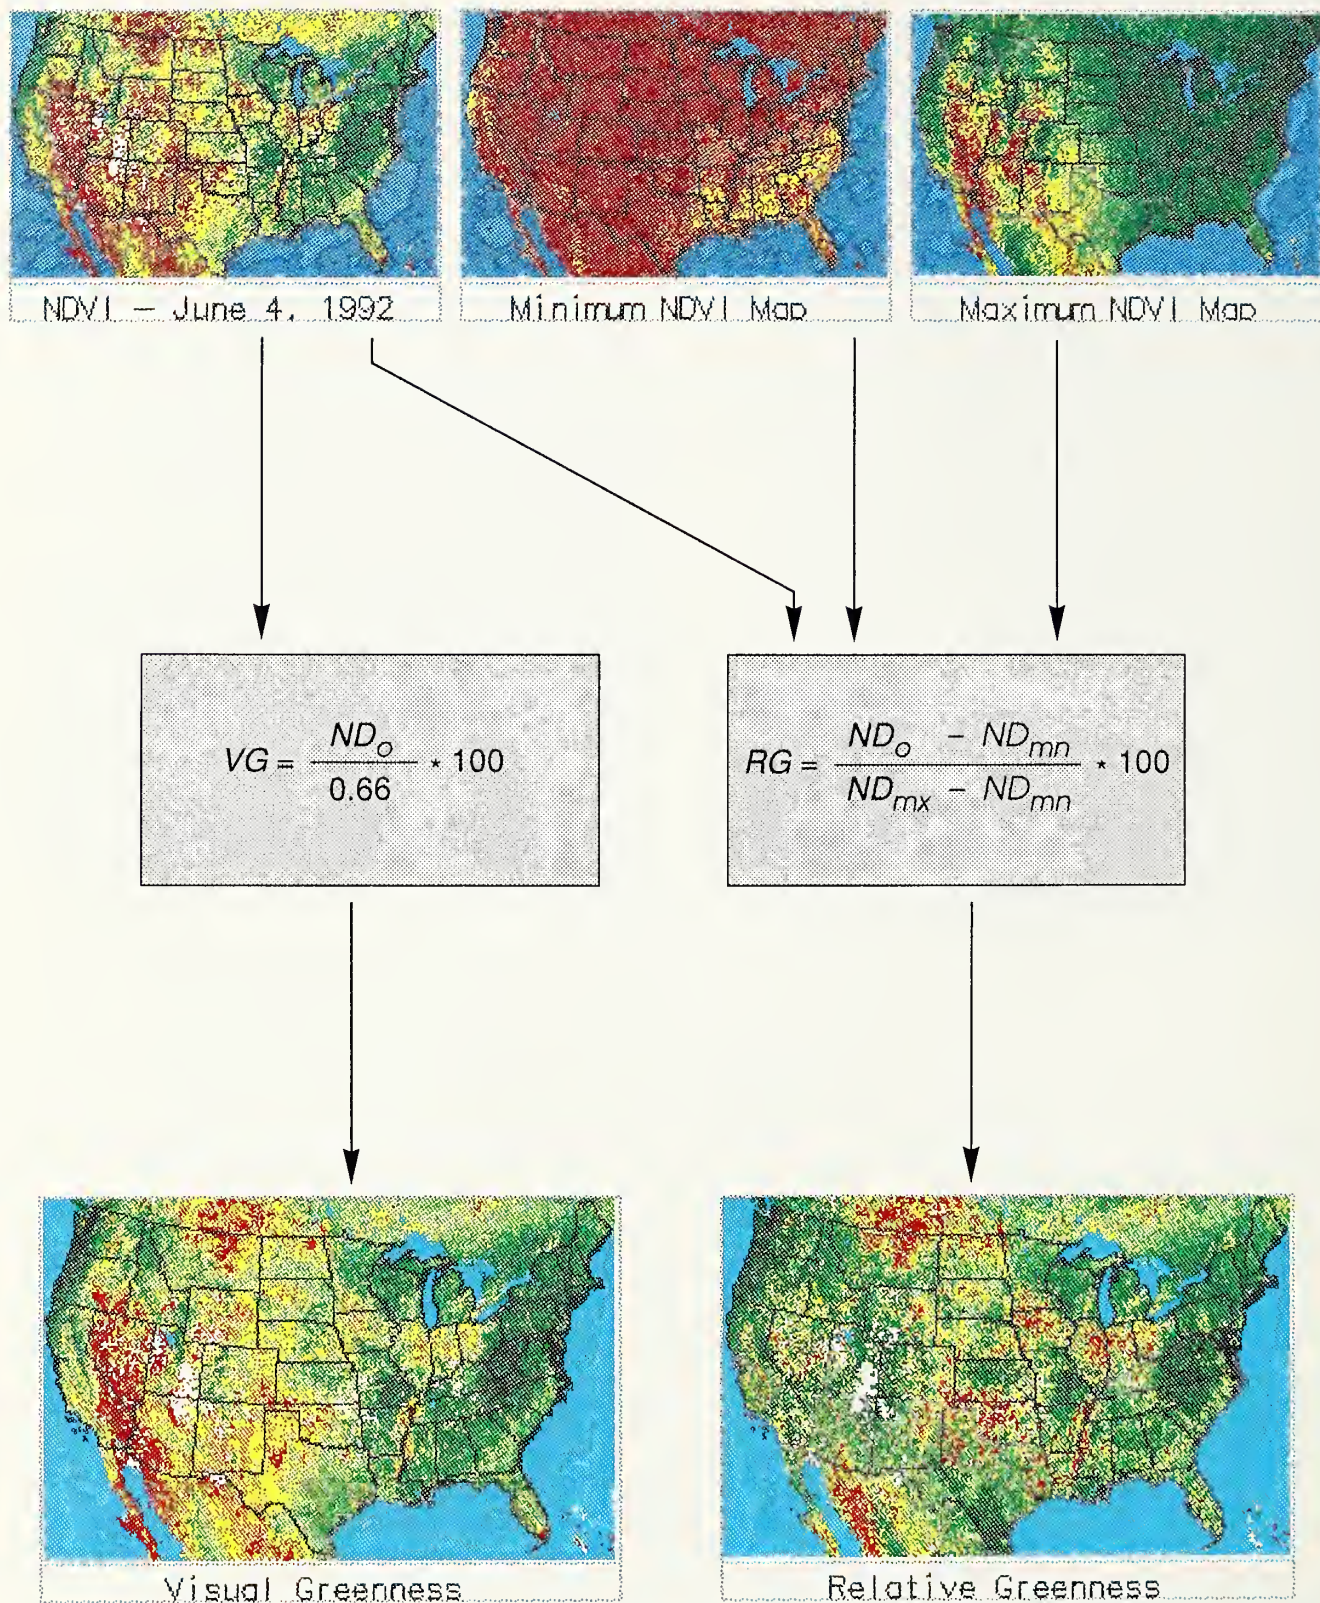 NDVI — June 4, 1992
Minimum NDVI Map
Maximum NDVI Map
VG = ND_o / 0.66 * 100
RG = ND_o - ND_mn / ND_mx - ND_mn * 100
Visual Greenness
Relative Greenness